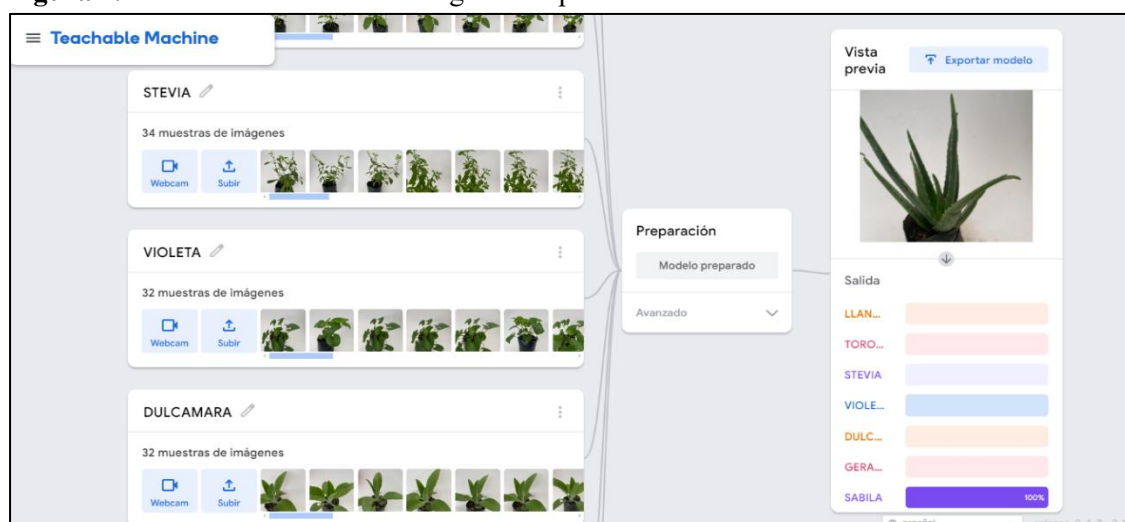 Teachable Machine
STEVIA
34 muestras de imágenes
Webcam
Subir
VIOLETA
32 muestras de imágenes
Webcam
Subir
DULCAMARA
32 muestras de imágenes
Webcam
Subir
Preparación
Modelo preparado
Avanzado
Vista
previa
Exportar modelo
Salida
LLAN...
TORO...
STEVIA
VIOLE...
DULC...
GERA...
SABILA
100%